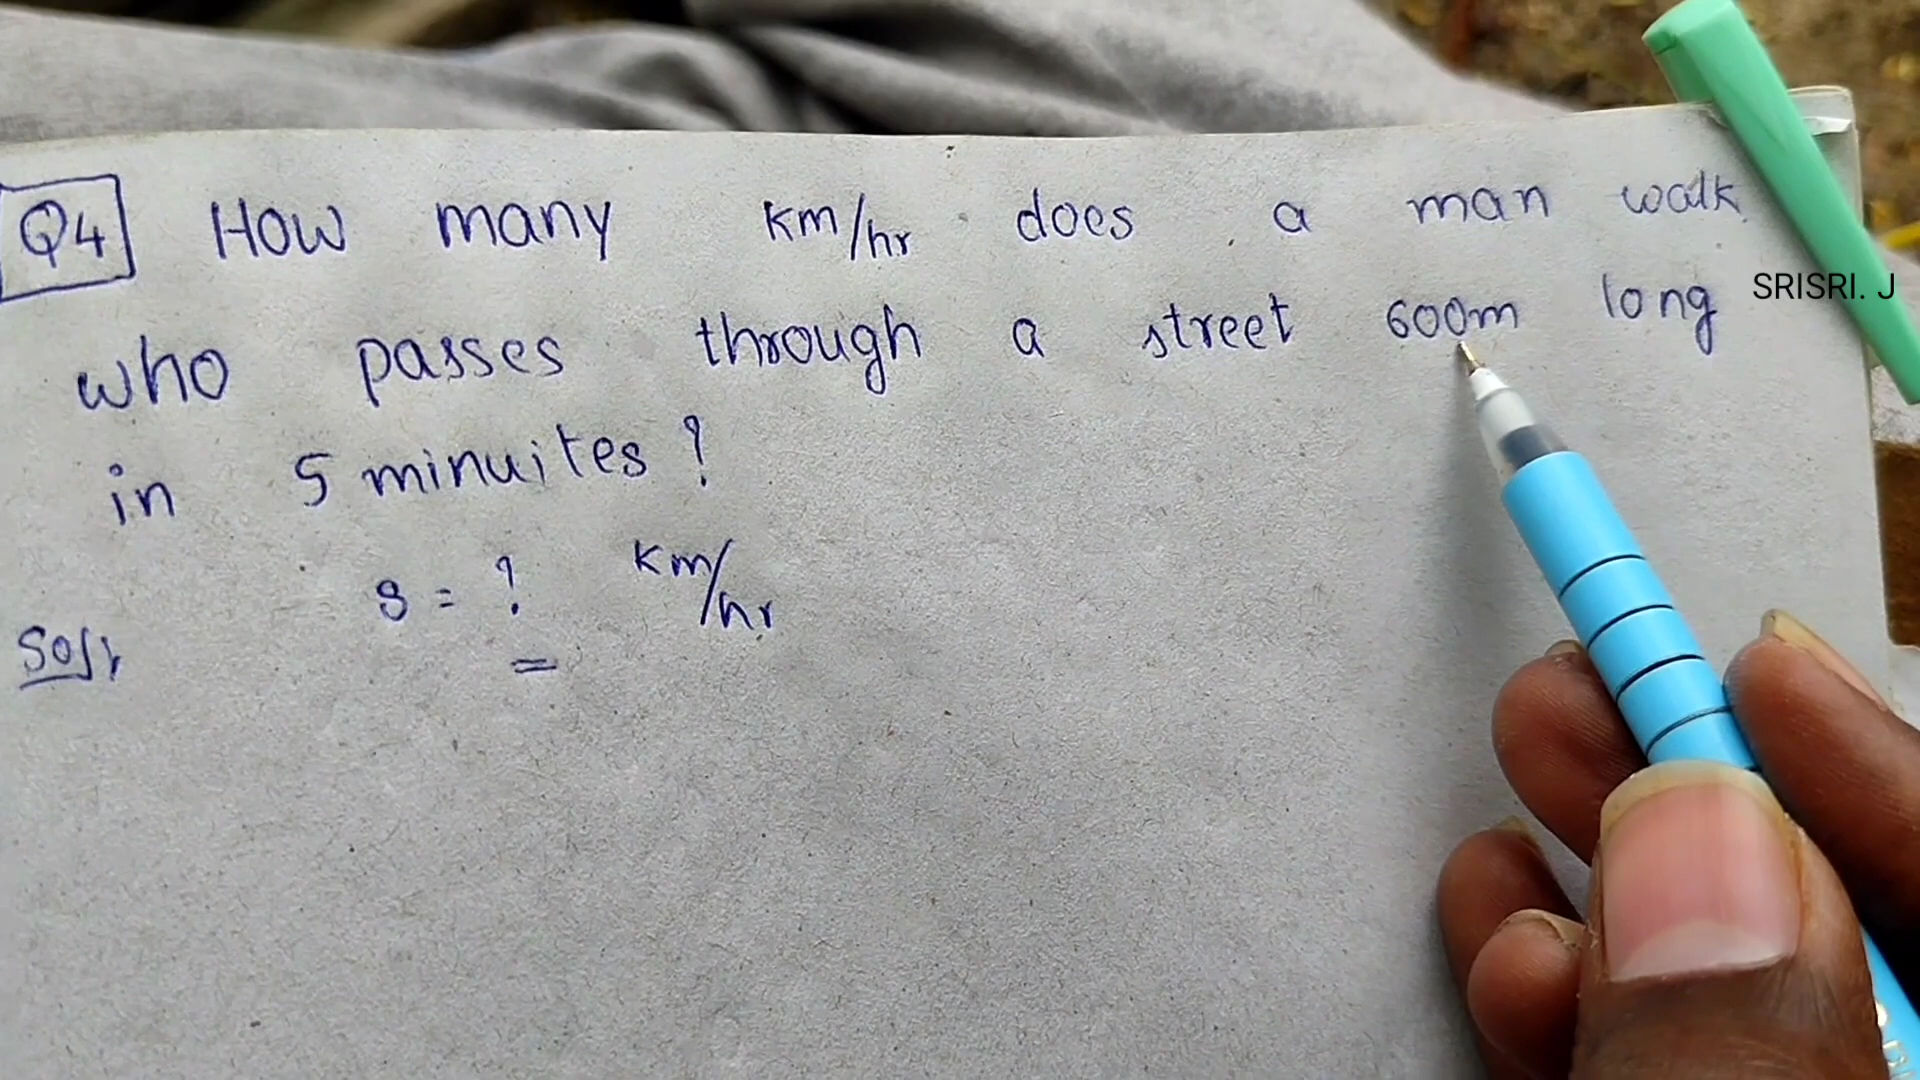 Q4 How many km/hr does a man walk
who passes through a street 600m long
SRISRI. J
in 5 minuites ?
s = ? km/hr
Soln